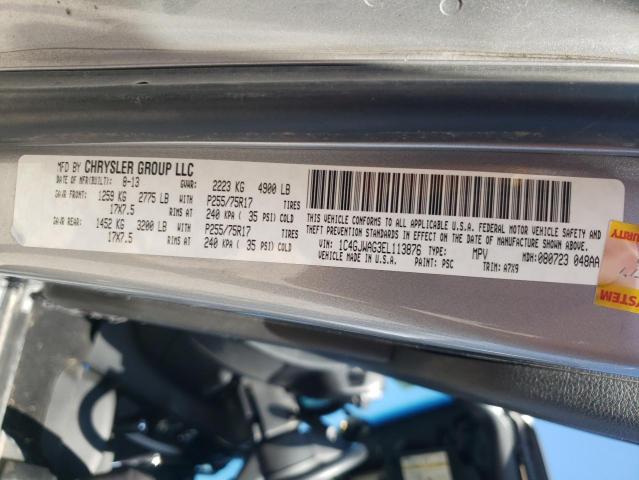 MFD BY CHRYSLER GROUP LLC
DATE OF MFR(BUILT): 8-13 GVWR: 2223 KG 4900 LB
GAWR FRONT: 1259 KG 2775 LB WITH P255/75R17 TIRES
17X7.5 RIMS AT 240 KPA ( 35 PSI) COLD
GAWR REAR: 1452 KG 3200 LB WITH P255/75R17 TIRES
17X7.5 RIMS AT 240 KPA ( 35 PSI) COLD
THIS VEHICLE CONFORMS TO ALL APPLICABLE U.S.A. FEDERAL MOTOR VEHICLE SAFETY AND
THEFT PREVENTION STANDARDS IN EFFECT ON THE DATE OF MANUFACTURE SHOWN ABOVE.
VIN: 1C4GJWAG3EL113876 TYPE: MPV MDH: 080723 048AA
VEHICLE MADE IN U.S.A. PAINT: PSC TRIM: A7X9
URITY
YSTEM